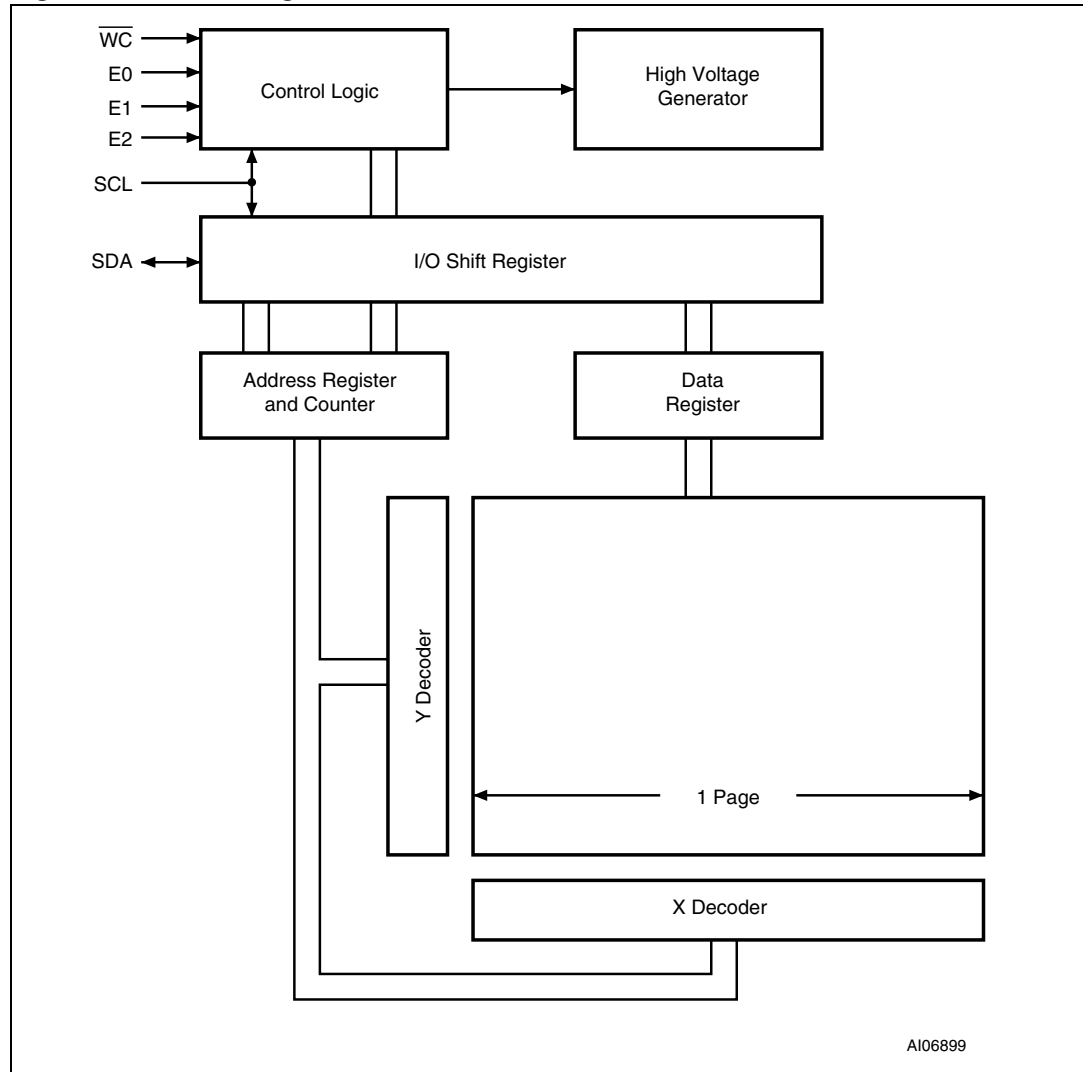 W̅C̅
E0
E1
E2
SCL
SDA
Control Logic
High Voltage
Generator
I/O Shift Register
Address Register
and Counter
Data
Register
Y Decoder
1 Page
X Decoder
AI06899